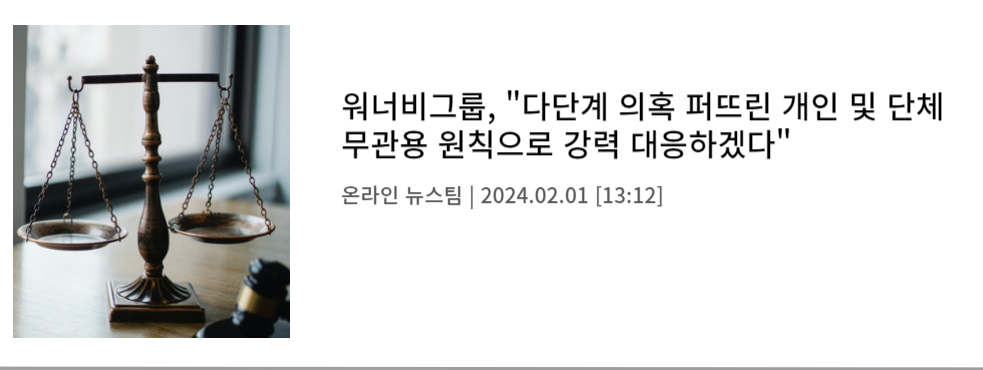 워너비그룹, "다단계 의혹 퍼뜨린 개인 및 단체
무관용 원칙으로 강력 대응하겠다"
온라인 뉴스팀 | 2024.02.01 [13:12]